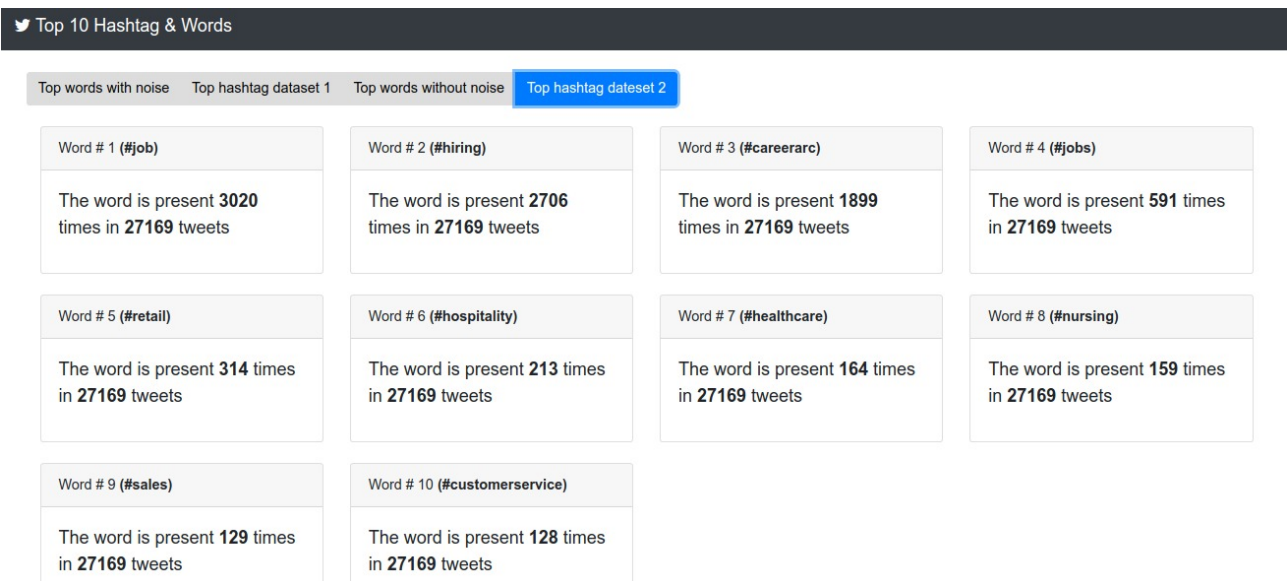 Top 10 Hashtag & Words
Top words with noise
Top hashtag dataset 1
Top words without noise
Top hashtag dateset 2
Word # 1 (#job)
The word is present 3020
times in 27169 tweets
Word # 2 (#hiring)
The word is present 2706
times in 27169 tweets
Word # 3 (#careerarc)
The word is present 1899
times in 27169 tweets
Word # 4 (#jobs)
The word is present 591 times
in 27169 tweets
Word # 5 (#retail)
The word is present 314 times
in 27169 tweets
Word # 6 (#hospitality)
The word is present 213 times
in 27169 tweets
Word # 7 (#healthcare)
The word is present 164 times
in 27169 tweets
Word # 8 (#nursing)
The word is present 159 times
in 27169 tweets
Word # 9 (#sales)
The word is present 129 times
in 27169 tweets
Word # 10 (#customerservice)
The word is present 128 times
in 27169 tweets